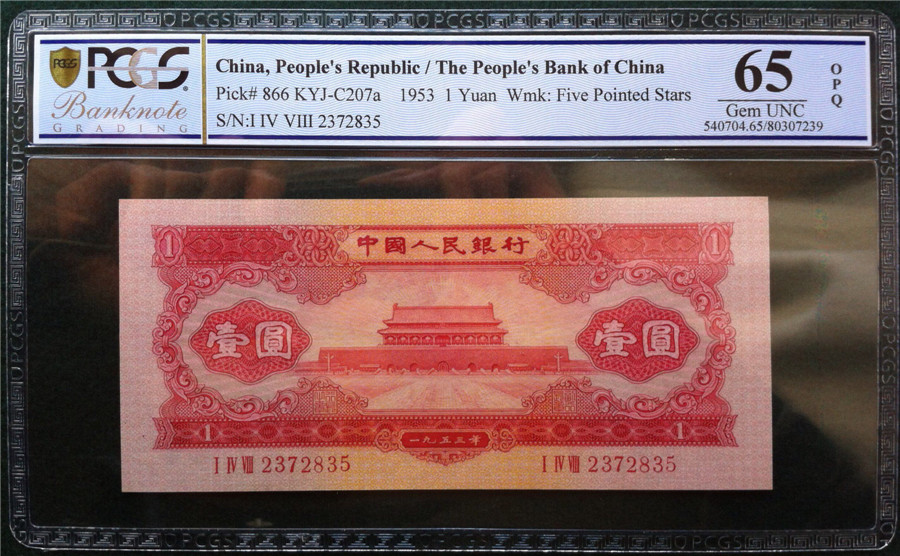 PCGS
PCGS
Banknote
GRADING
China, People's Republic / The People's Bank of China
Pick# 866 KYJ-C207a 1953 1 Yuan Wmk: Five Pointed Stars
S/N:I IV VIII 2372835
65
Gem UNC
540704.65/80307239
OPQ
1 中國人民銀行 1
壹圓 壹圓
1 一九五三年 1
I IV VIII 2372835 I IV VIII 2372835